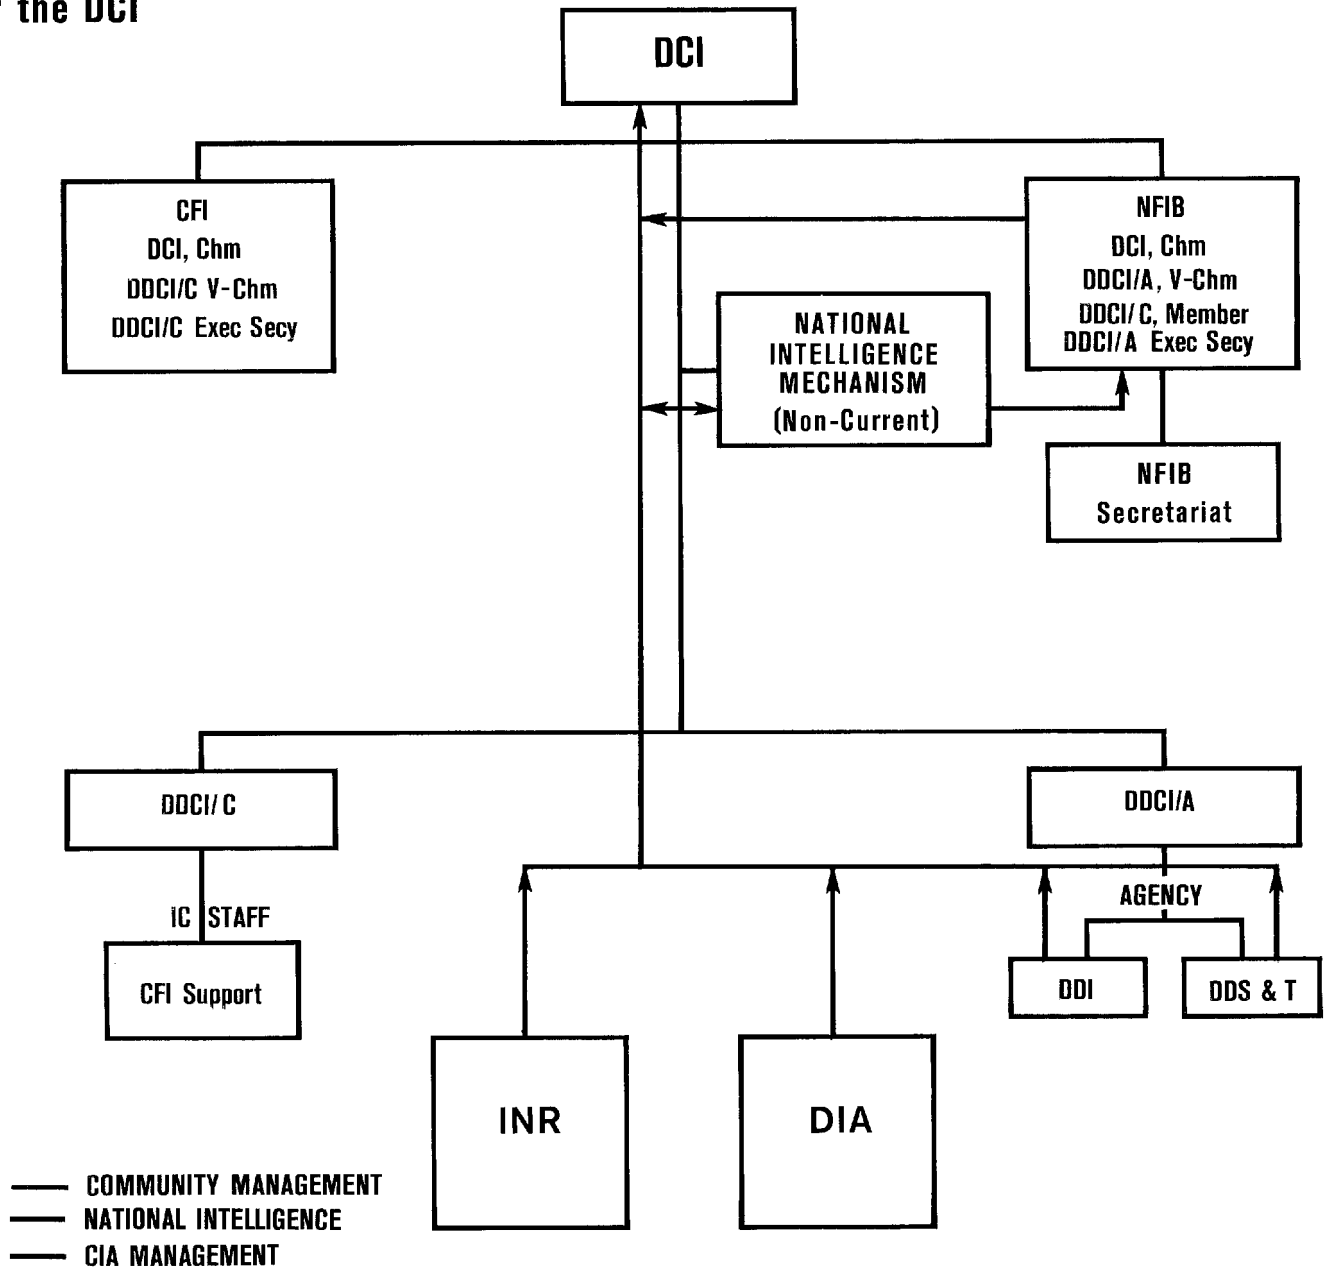 the DCI
DCI
CFI
DCI, Chm
DDCI/C V-Chm
DDCI/C Exec Secy
NFIB
DCI, Chm
DDCI/A, V-Chm
DDCI/C, Member
DDCI/A Exec Secy
NATIONAL
INTELLIGENCE
MECHANISM
(Non-Current)
NFIB
Secretariat
DDCI/C
DDCI/A
IC STAFF
AGENCY
CFI Support
DDI
DDS & T
INR
DIA
COMMUNITY MANAGEMENT
NATIONAL INTELLIGENCE
CIA MANAGEMENT